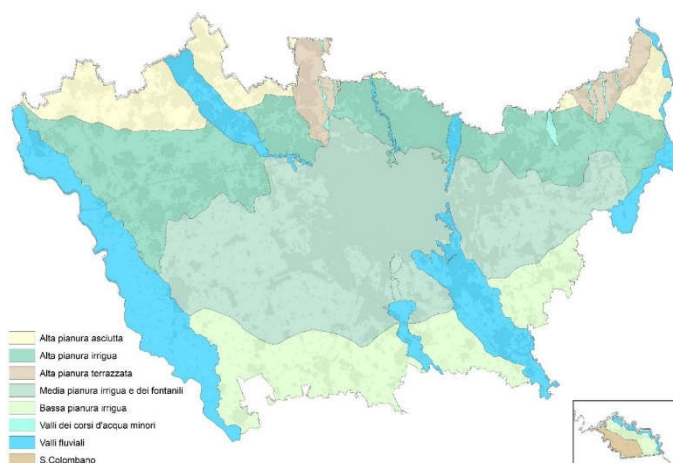 Alta pianura asciutta
Alta pianura irrigua
Alta pianura terrazzata
Media pianura irrigua e dei fontanili
Bassa pianura irrigua
Valli dei corsi d'acqua minori
Valli fluviali
S.Colombano